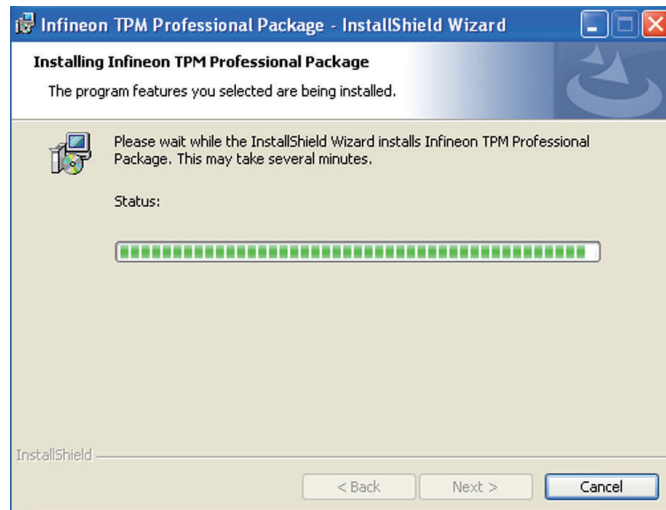 Infineon TPM Professional Package - InstallShield Wizard
Installing Infineon TPM Professional Package
The program features you selected are being installed.
Please wait while the InstallShield Wizard installs Infineon TPM Professional
Package. This may take several minutes.
Status:
InstallShield
< Back Next > Cancel